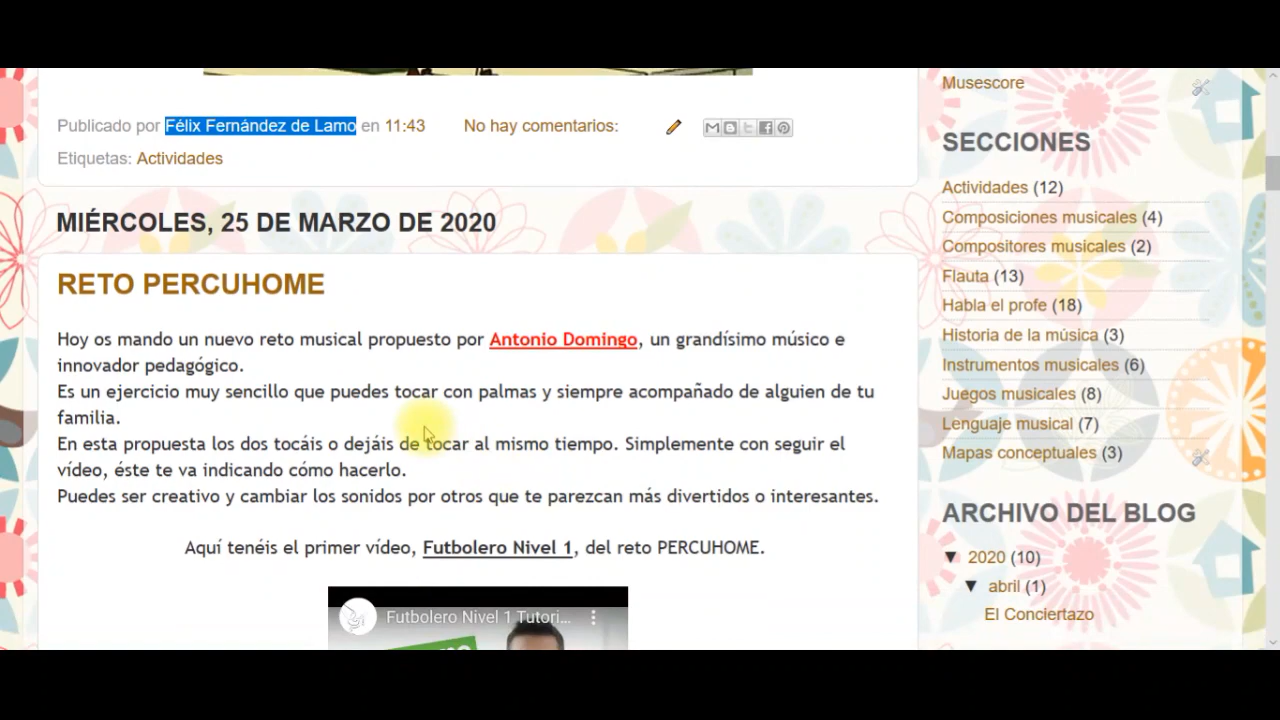 Publicado por Félix Fernández de Lamo en 11:43 No hay comentarios:
Etiquetas: Actividades
MIÉRCOLES, 25 DE MARZO DE 2020
RETO PERCUHOME
Hoy os mando un nuevo reto musical propuesto por Antonio Domingo, un grandísimo músico e
innovador pedagógico.
Es un ejercicio muy sencillo que puedes tocar con palmas y siempre acompañado de alguien de tu
familia.
En esta propuesta los dos tocáis o dejáis de tocar al mismo tiempo. Simplemente con seguir el
vídeo, éste te va indicando cómo hacerlo.
Puedes ser creativo y cambiar los sonidos por otros que te parezcan más divertidos o interesantes.
Aquí tenéis el primer vídeo, Futbolero Nivel 1, del reto PERCUHOME.
Futbolero Nivel 1 Tutori...
Musescore
SECCIONES
Actividades (12)
Composiciones musicales (4)
Compositores musicales (2)
Flauta (13)
Habla el profe (18)
Historia de la música (3)
Instrumentos musicales (6)
Juegos musicales (8)
Lenguaje musical (7)
Mapas conceptuales (3)
ARCHIVO DEL BLOG
▼ 2020 (10)
▼ abril (1)
El Conciertazo